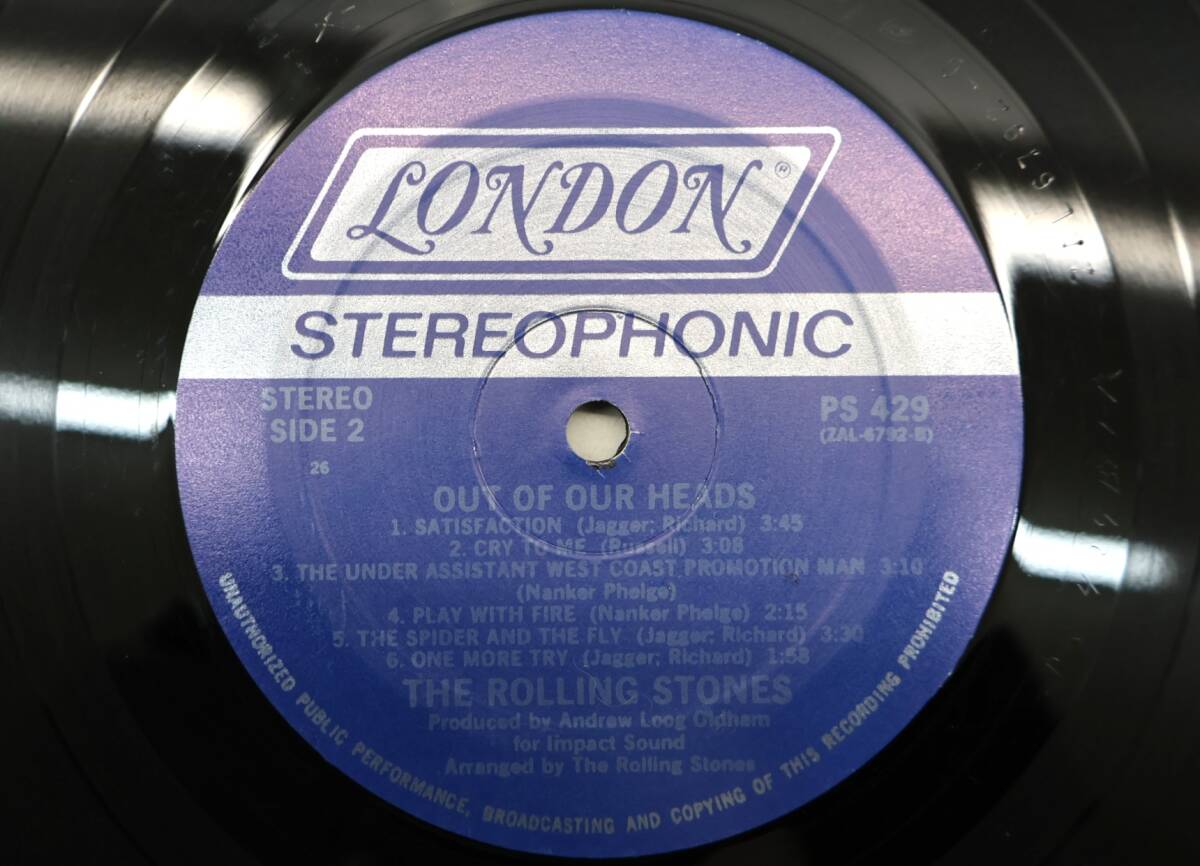 LONDON ®
STEREOPHONIC
STEREO
SIDE 2
PS 429
(ZAL-6792-B)
26
OUT OF OUR HEADS
1. SATISFACTION (Jagger; Richard) 3:45
2. CRY TO ME (Russell) 3:08
3. THE UNDER ASSISTANT WEST COAST PROMOTION MAN 3:10
(Nanker Phelge)
4. PLAY WITH FIRE (Nanker Phelge) 2:15
5. THE SPIDER AND THE FLY (Jagger; Richard) 3:30
6. ONE MORE TRY (Jagger; Richard) 1:58
THE ROLLING STONES
Produced by Andrew Loog Oldham
for Impact Sound
Arranged by The Rolling Stones
UNAUTHORIZED PUBLIC PERFORMANCE, BROADCASTING AND COPYING OF THIS RECORDING PROHIBITED